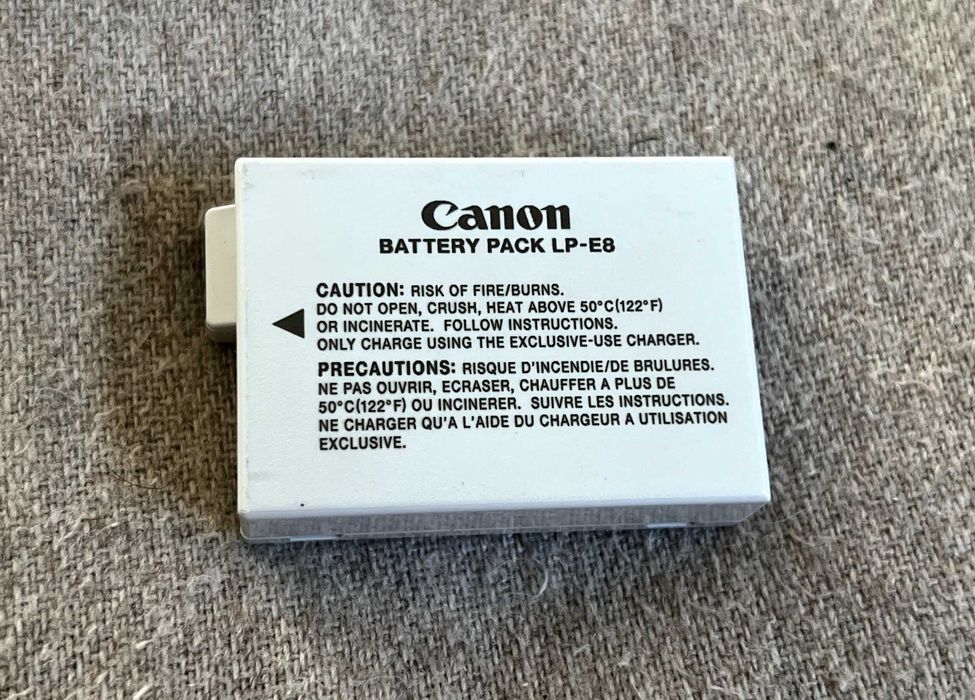 Canon
BATTERY PACK LP-E8
CAUTION: RISK OF FIRE/BURNS.
DO NOT OPEN, CRUSH, HEAT ABOVE 50°C(122°F)
OR INCINERATE. FOLLOW INSTRUCTIONS.
ONLY CHARGE USING THE EXCLUSIVE-USE CHARGER.
PRECAUTIONS: RISQUE D'INCENDIE/DE BRULURES.
NE PAS OUVRIR, ECRASER, CHAUFFER A PLUS DE
50°C(122°F) OU INCINERER. SUIVRE LES INSTRUCTIONS.
NE CHARGER QU'A L'AIDE DU CHARGEUR A UTILISATION
EXCLUSIVE.